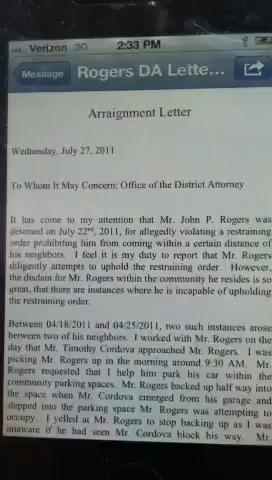 Verizon 3G 2:33 PM
Message Rogers DA Lette...
Arraignment Letter
Wednesday, July 27, 2011
To Whom It May Concern; Office of the District Attorney
It has come to my attention that Mr. John P. Rogers was
detained on July 22nd, 2011, for allegedly violating a restraining
order prohibiting him from coming within a certain distance of
his neighbors. I feel it is my duty to report that Mr. Rogers
diligently attempts to uphold the restraining order. However,
the disdain for Mr. Rogers within the community he resides is so
great, that there are instances where he is incapable of upholding
the restraining order.
Between 04/18/2011 and 04/25/2011, two such instances arose
between two of his neighbors. I worked with Mr. Rogers on the
day that Mr. Timothy Cordova approached Mr. Rogers. I was
picking Mr. Rogers up in the morning around 9:30 AM. Mr.
Rogers requested that I help him park his car within the
community parking spaces. Mr. Rogers backed up half way into
the space when Mr. Cordova emerged from his garage and
stepped into the parking space Mr Rogers was attempting to
occupy. I yelled at Mr. Rogers to stop backing up as I was
unaware if he had seen Mr. Cordova block his way. Mr.